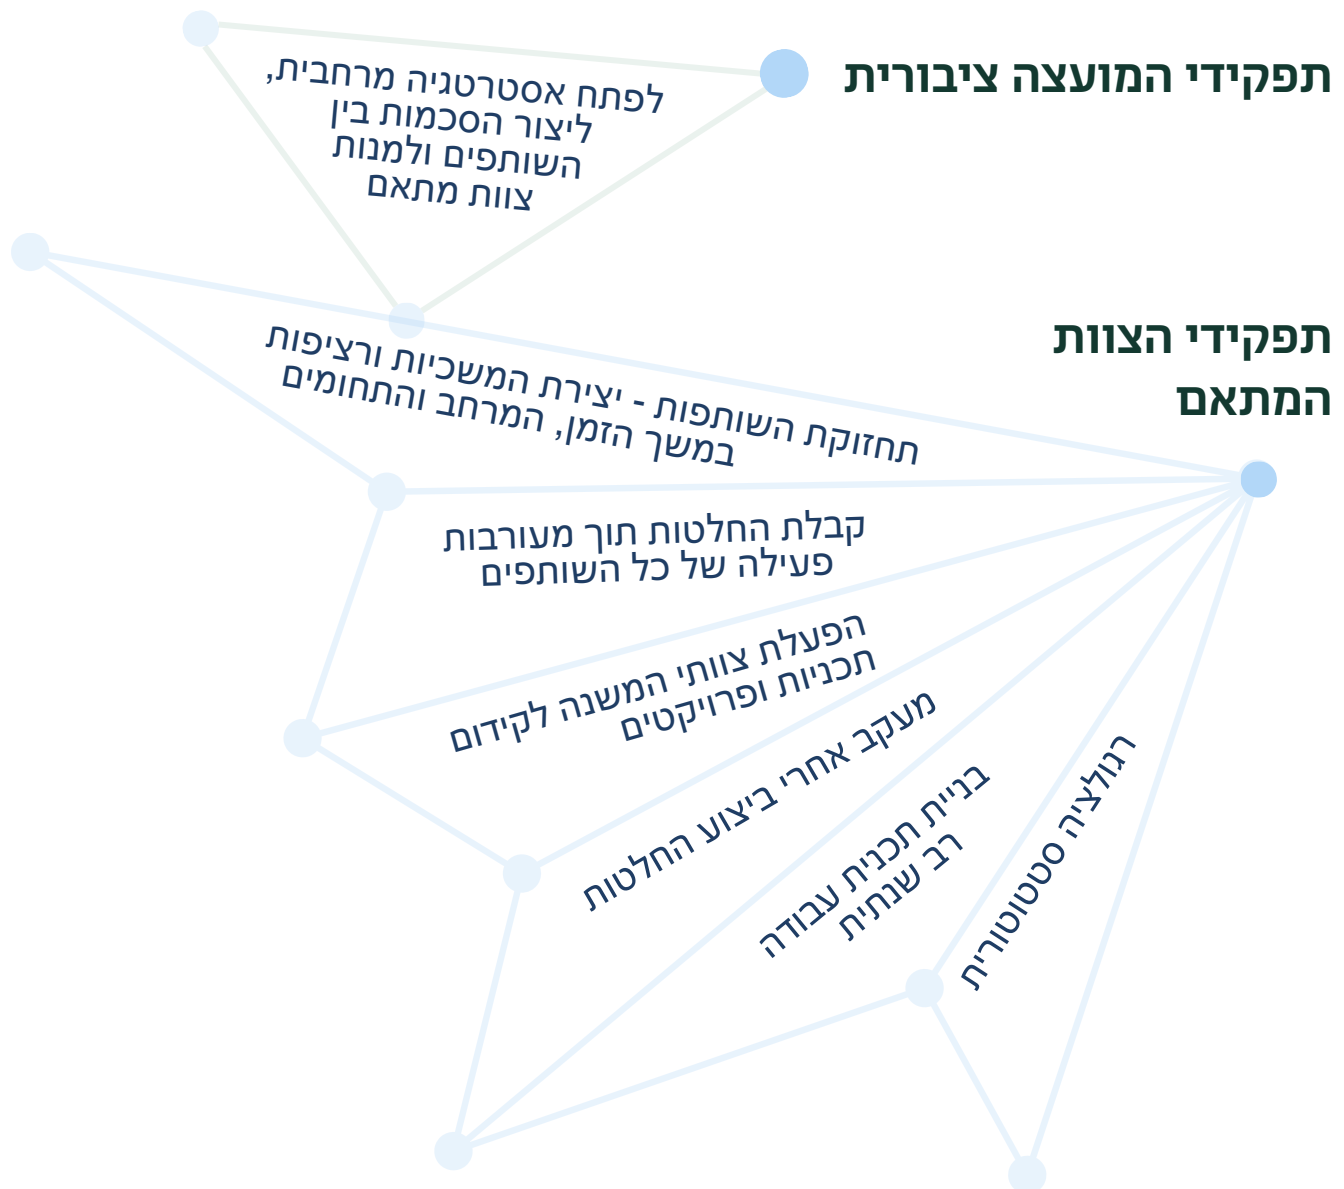 תפקידי המועצה ציבורית
לפתח אסטרטגיה מרחבית,
ליצור הסכמות בין
השותפים ולמנות
צוות מתאם
תפקידי הצוות
המתאם
תחזוקת השותפות - יצירת המשכיות ורציפות
במשך הזמן, המרחב והתחומים
קבלת החלטות תוך מעורבות
פעילה של כל השותפים
הפעלת צוותי המשנה לקידום
תכניות ופרויקטים
מעקב אחרי ביצוע החלטות
בניית תכנית עבודה
רב שנתית
רגולציה סטטוטורית